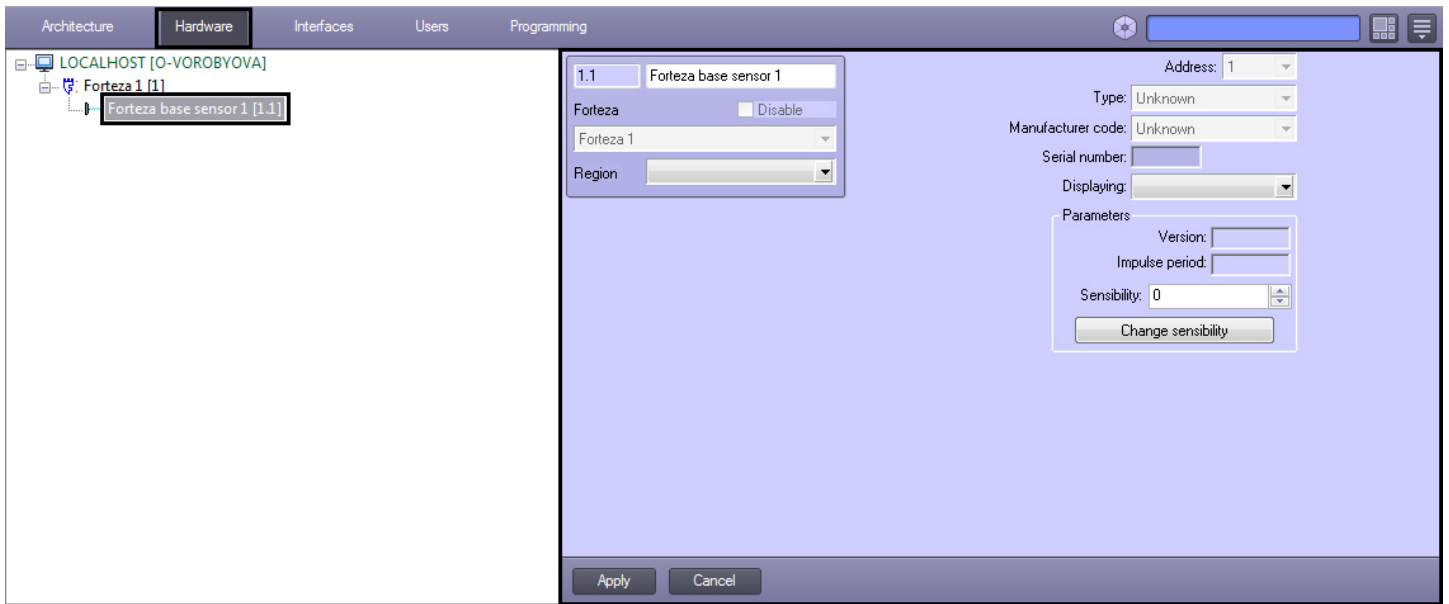 Architecture Hardware Interfaces Users Programming
LOCALHOST [O-VOROBYOVA]
Forteza 1 [1]
Forteza base sensor 1 [1.1]
1.1 Forteza base sensor 1
Forteza Disable
Forteza 1
Region
Address: 1
Type: Unknown
Manufacturer code: Unknown
Serial number:
Displaying:
Parameters
Version:
Impulse period:
Sensibility: 0
Change sensibility
Apply Cancel